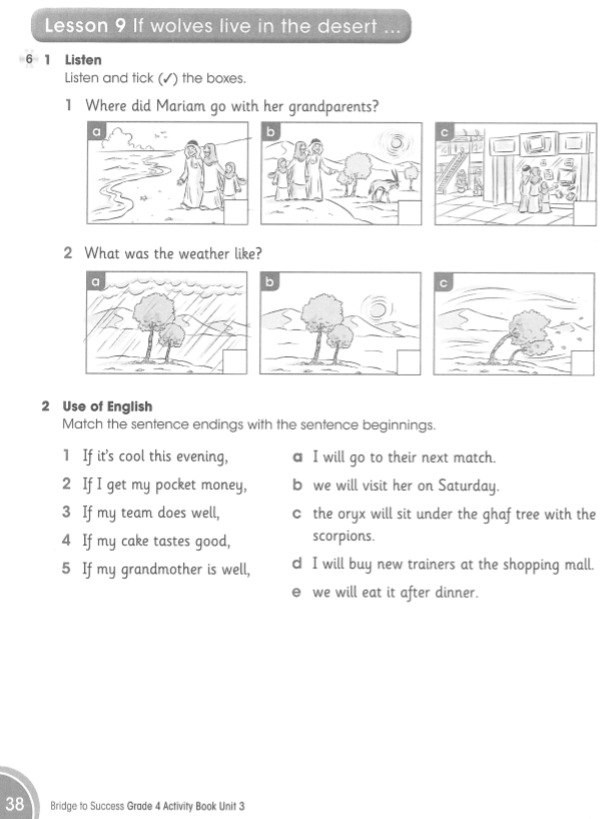 Lesson 9 If wolves live in the desert ...
6 1 Listen
Listen and tick (✓) the boxes.
1 Where did Mariam go with her grandparents?
a b c
2 What was the weather like?
a b c
2 Use of English
Match the sentence endings with the sentence beginnings.
1 If it's cool this evening,
2 If I get my pocket money,
3 If my team does well,
4 If my cake tastes good,
5 If my grandmother is well,
a I will go to their next match.
b we will visit her on Saturday.
c the oryx will sit under the ghaf tree with the
scorpions.
d I will buy new trainers at the shopping mall.
e we will eat it after dinner.
38 Bridge to Success Grade 4 Activity Book Unit 3